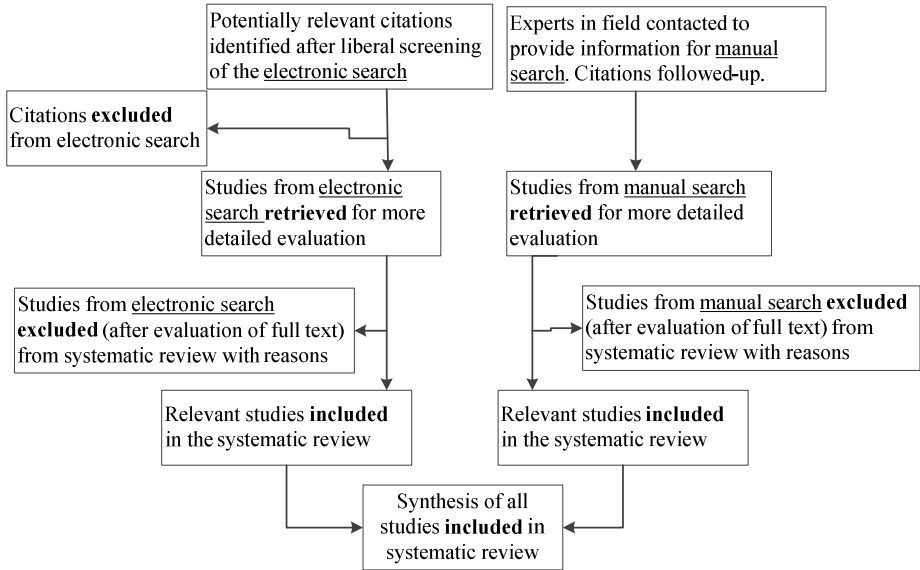 Potentially relevant citations
identified after liberal screening
of the electronic search
Experts in field contacted to
provide information for manual
search. Citations followed-up.
Citations excluded
from electronic search
Studies from electronic
search retrieved for more
detailed evaluation
Studies from manual search
retrieved for more detailed
evaluation
Studies from electronic search
excluded (after evaluation of full text)
from systematic review with reasons
Studies from manual search excluded
(after evaluation of full text) from
systematic review with reasons
Relevant studies included
in the systematic review
Relevant studies included
in the systematic review
Synthesis of all
studies included in
systematic review